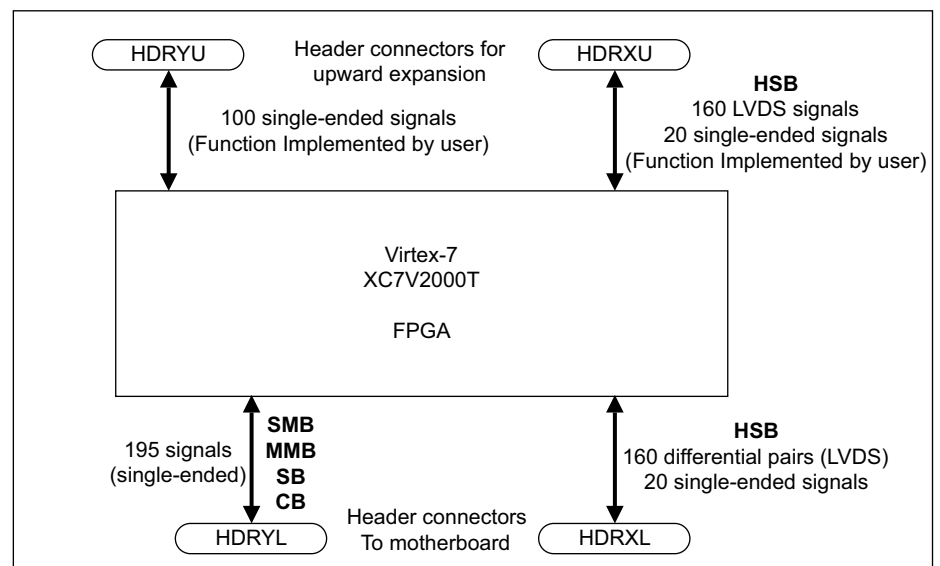 HDRYU
Header connectors for
upward expansion
HDRXU
100 single-ended signals
(Function Implemented by user)
HSB
160 LVDS signals
20 single-ended signals
(Function Implemented by user)
Virtex-7
XC7V2000T
FPGA
195 signals
(single-ended)
SMB
MMB
SB
CB
HSB
160 differential pairs (LVDS)
20 single-ended signals
HDRYL
Header connectors
To motherboard
HDRXL